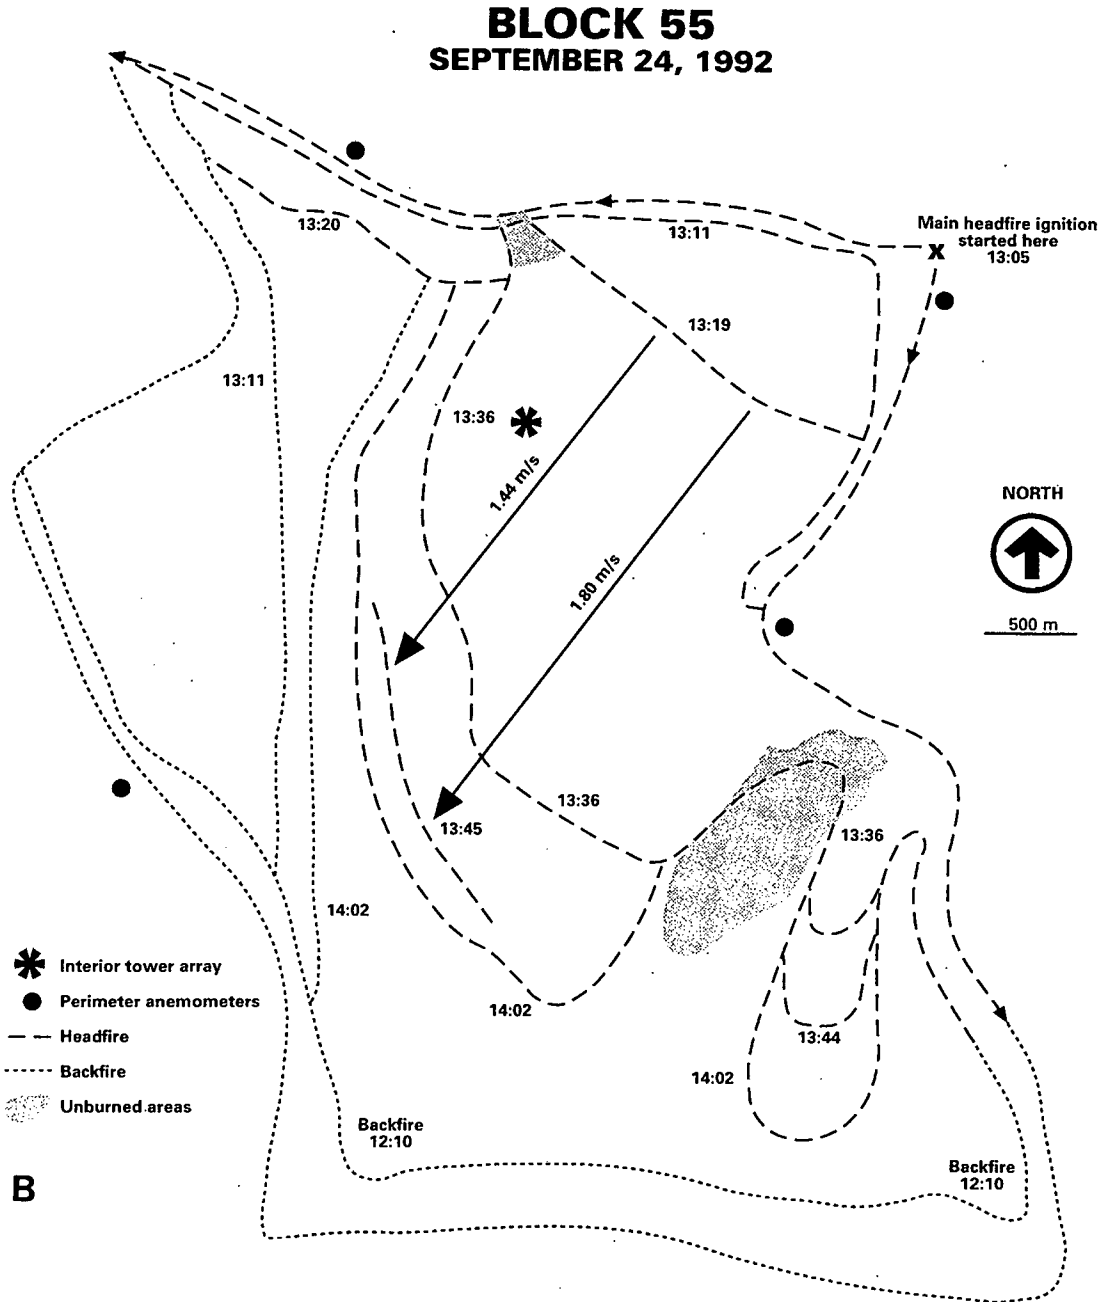 BLOCK 55
SEPTEMBER 24, 1992
Main headfire ignition
started here
13:05
X
13:20
13:11
13:19
13:11
13:36
1.44 m/s
1.80 m/s
NORTH
500 m
13:36
13:45
13:36
14:02
14:02
13:44
14:02
Interior tower array
Perimeter anemometers
Headfire
Backfire
Unburned areas
Backfire
12:10
Backfire
12:10
B